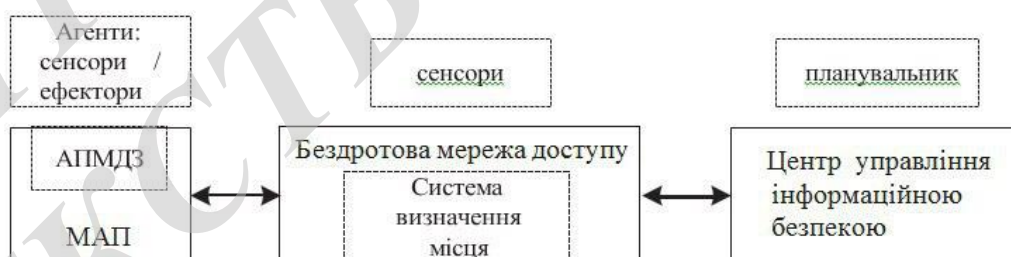 Агенти:
сенсори /
ефектори
сенсори
планувальник
АПМДЗ
МАП
Бездротова мережа доступу
Система
визначення
місця
Центр управління
інформаційною
безпекою